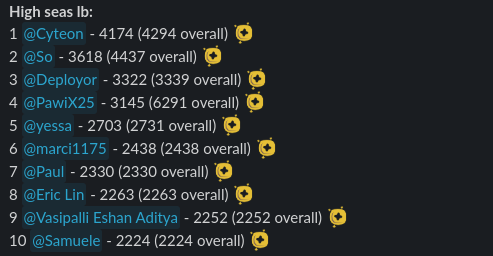 High seas lb:
1 @Cyteon - 4174 (4294 overall)
2 @So - 3618 (4437 overall)
3 @Deployor - 3322 (3339 overall)
4 @PawiX25 - 3145 (6291 overall)
5 @yessa - 2703 (2731 overall)
6 @marci1175 - 2438 (2438 overall)
7 @Paul - 2330 (2330 overall)
8 @Eric Lin - 2263 (2263 overall)
9 @Vasipalli Eshan Aditya - 2252 (2252 overall)
10 @Samuele - 2224 (2224 overall)